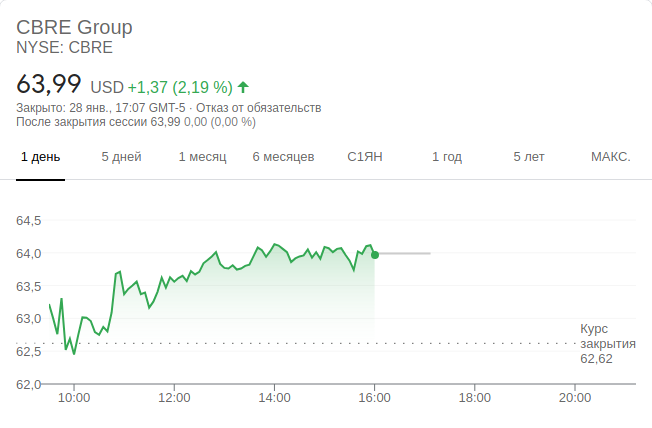 CBRE Group
NYSE: CBRE
63,99 USD +1,37 (2,19 %)
Закрыто: 28 янв., 17:07 GMT-5 · Отказ от обязательств
После закрытия сессии 63,99 0,00 (0,00 %)
1 день 5 дней 1 месяц 6 месяцев С1ЯН 1 год 5 лет МАКС.
64,5
64,0
63,5
63,0
62,5
62,0
Курс
закрытия
62,62
10:00 12:00 14:00 16:00 18:00 20:00